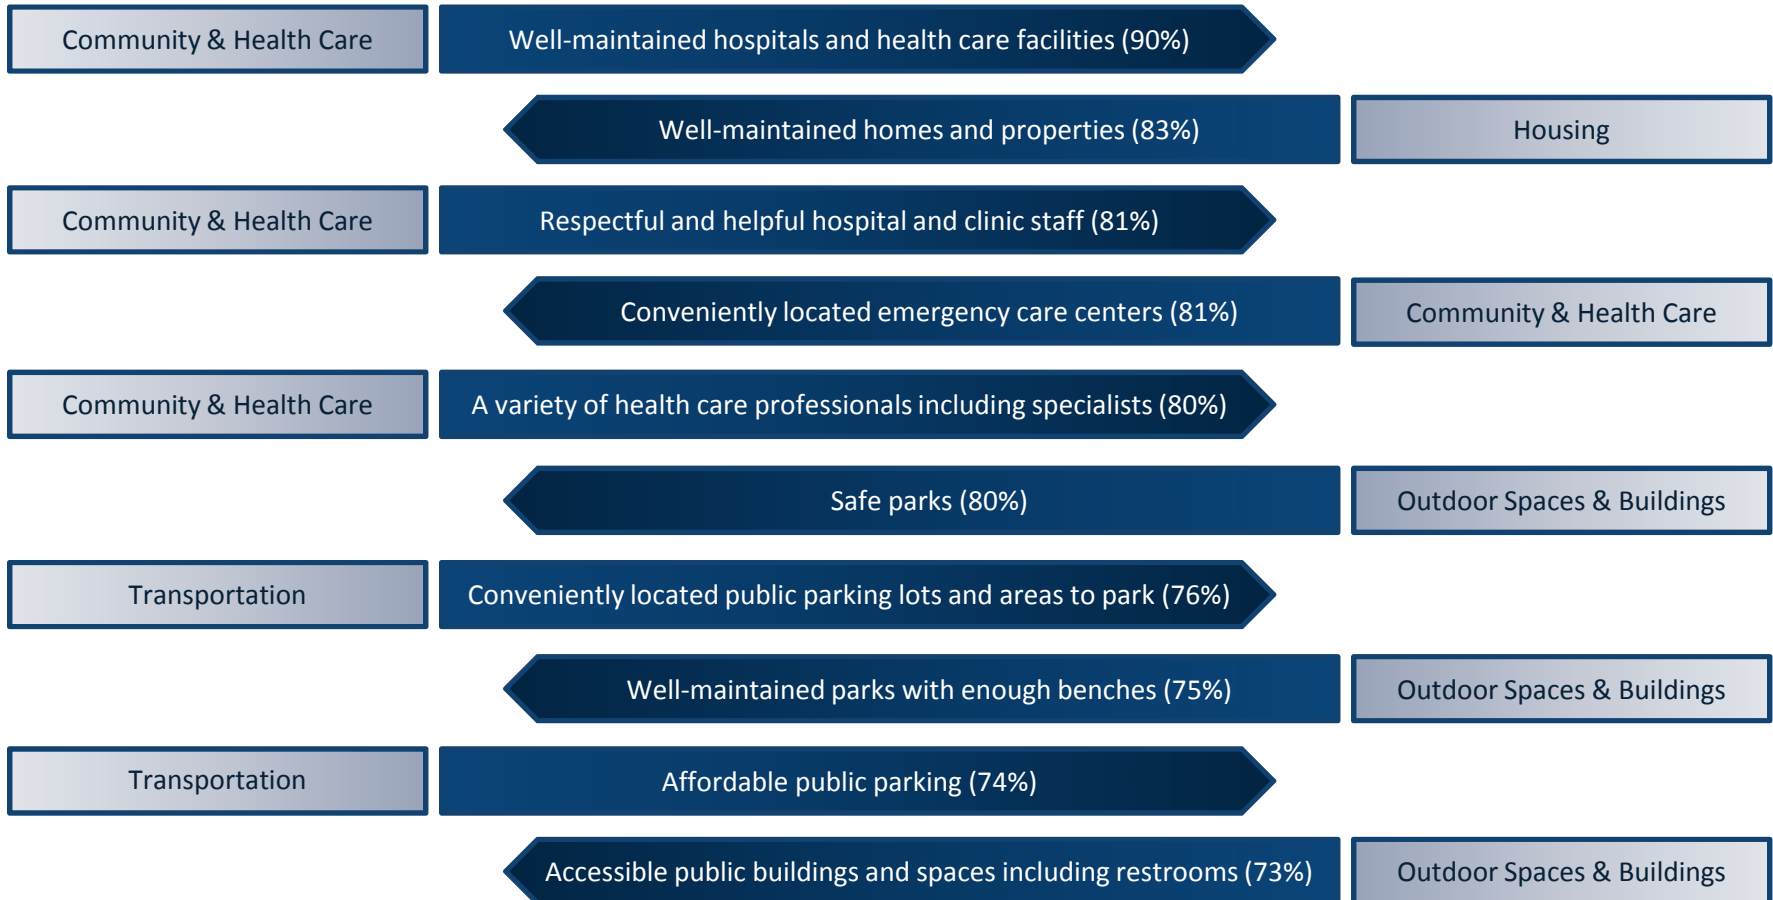 Community & Health Care
Well-maintained hospitals and health care facilities (90%)
Well-maintained homes and properties (83%)
Housing
Community & Health Care
Respectful and helpful hospital and clinic staff (81%)
Conveniently located emergency care centers (81%)
Community & Health Care
Community & Health Care
A variety of health care professionals including specialists (80%)
Safe parks (80%)
Outdoor Spaces & Buildings
Transportation
Conveniently located public parking lots and areas to park (76%)
Well-maintained parks with enough benches (75%)
Outdoor Spaces & Buildings
Transportation
Affordable public parking (74%)
Accessible public buildings and spaces including restrooms (73%)
Outdoor Spaces & Buildings